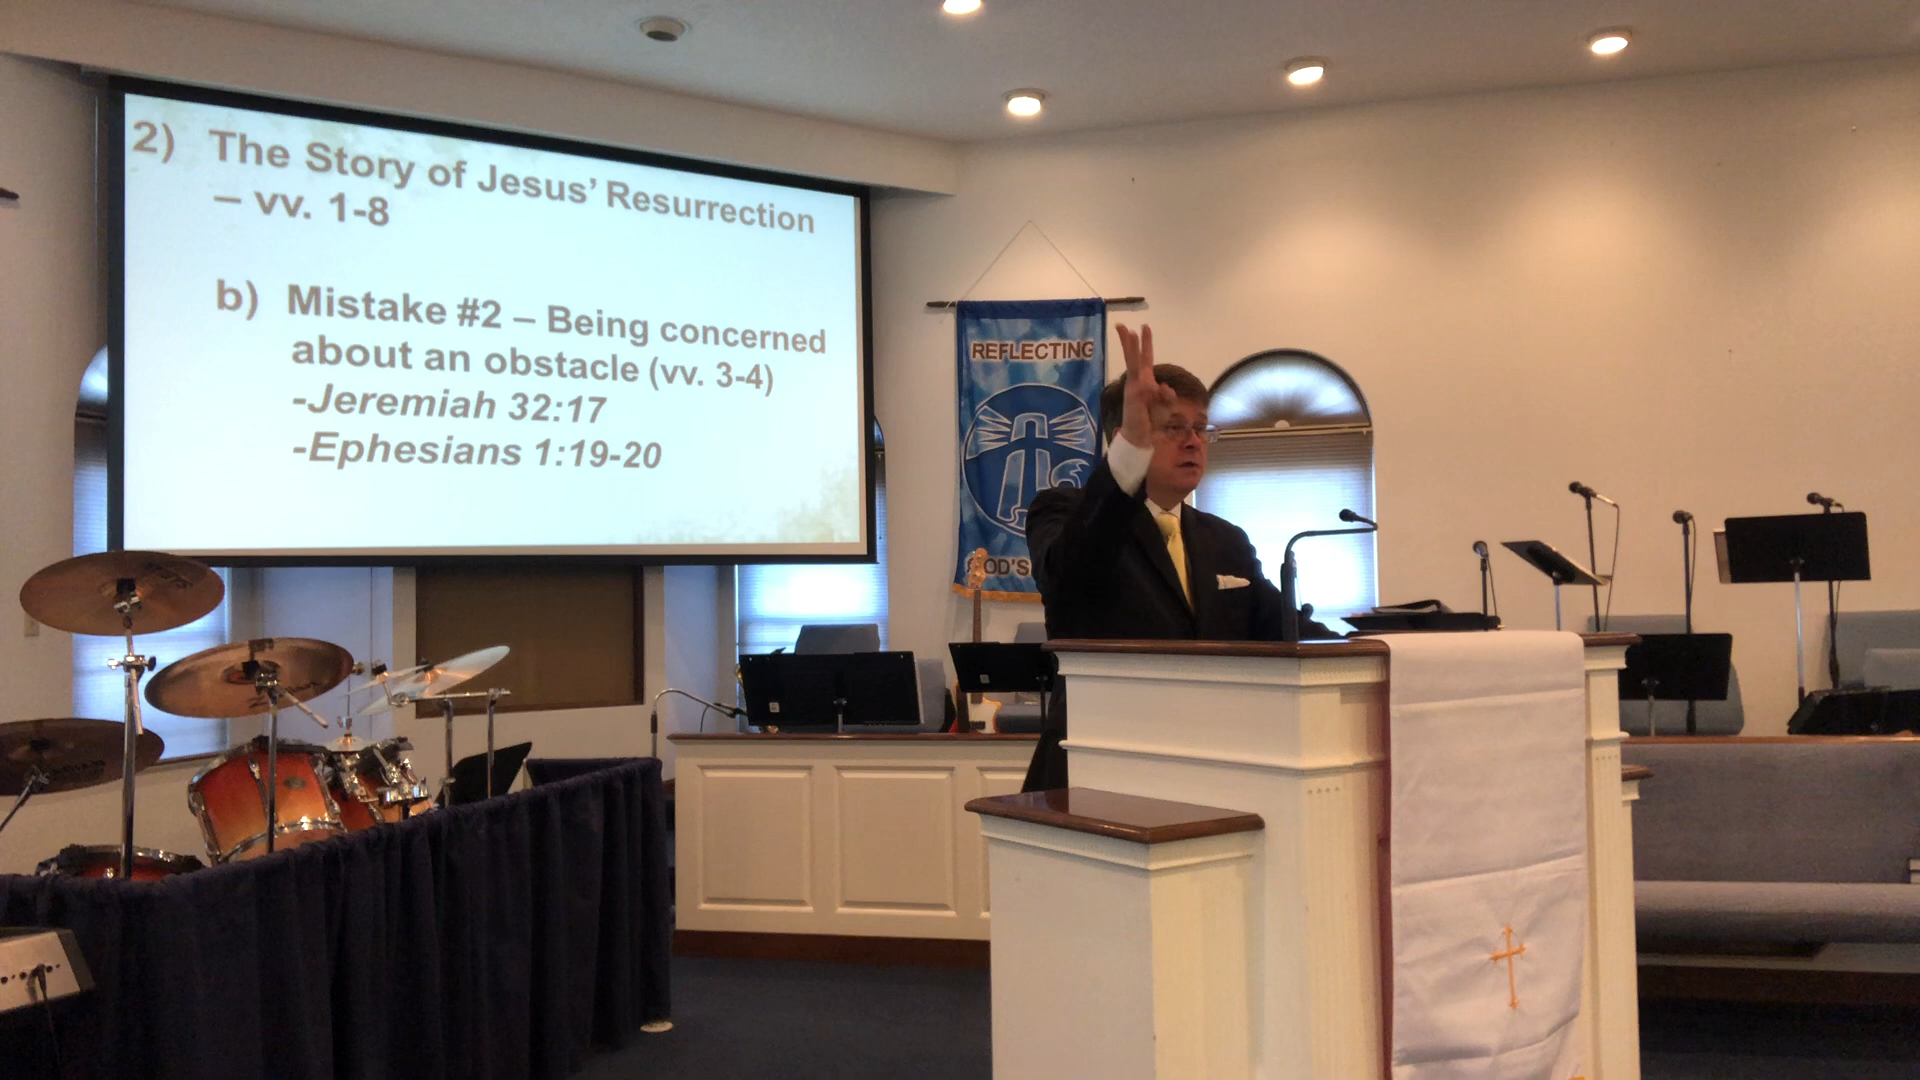 2) The Story of Jesus’ Resurrection
– vv. 1-8
b) Mistake #2 – Being concerned
about an obstacle (vv. 3-4)
-Jeremiah 32:17
-Ephesians 1:19-20
REFLECTING
GOD'S